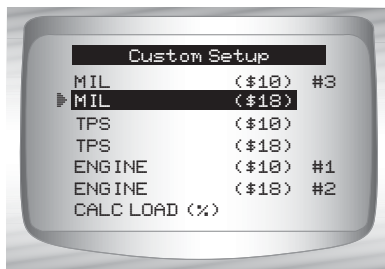 Custom Setup
MIL ($10) #3
MIL ($18)
TPS ($10)
TPS ($18)
ENGINE ($10) #1
ENGINE ($18) #2
CALC LOAD (%)